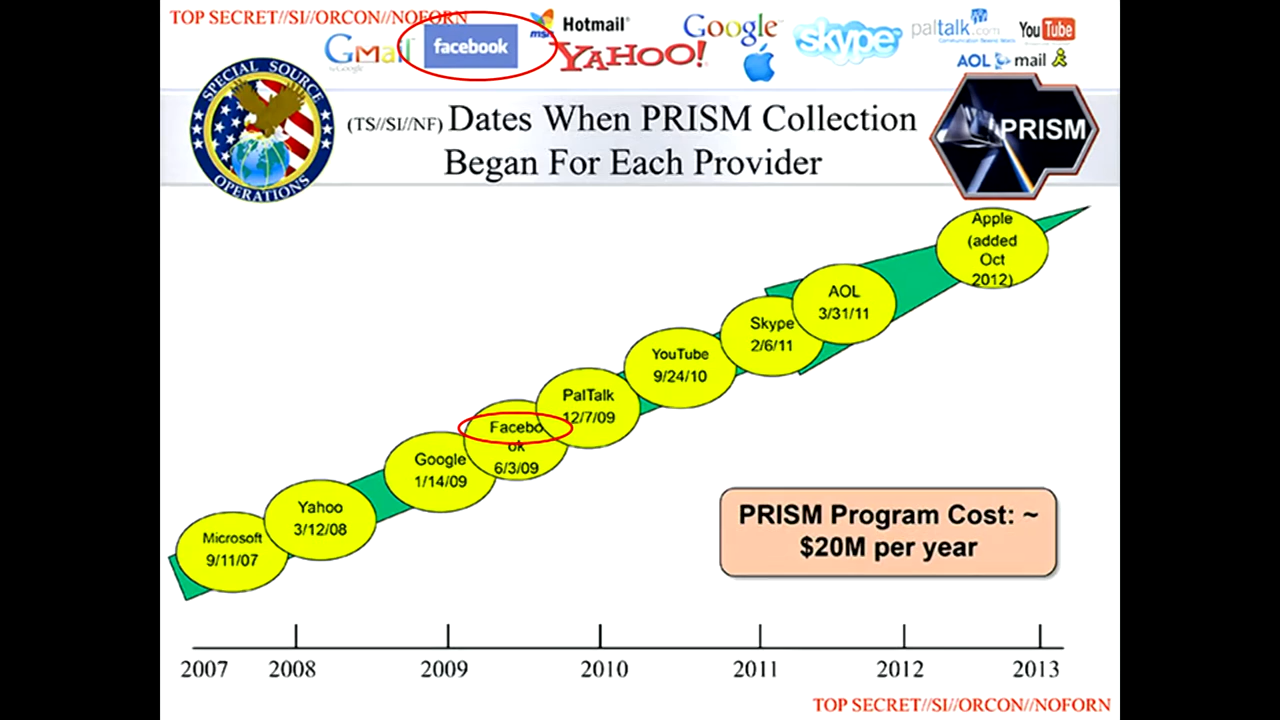 TOP SECRET//SI//ORCON//NOFORN
Gmail
facebook
msn Hotmail
YAHOO!
Google
skype
paltalk.com
YouTube
AOL mail
SPECIAL SOURCE
OPERATIONS
(TS//SI//NF) Dates When PRISM Collection
Began For Each Provider
PRISM
Apple
(added
Oct
2012)
AOL
3/31/11
Skype
2/6/11
YouTube
9/24/10
PalTalk
12/7/09
Facebo
ok
6/3/09
Google
1/14/09
Yahoo
3/12/08
Microsoft
9/11/07
PRISM Program Cost: ~
$20M per year
2007 2008 2009 2010 2011 2012 2013
TOP SECRET//SI//ORCON//NOFORN